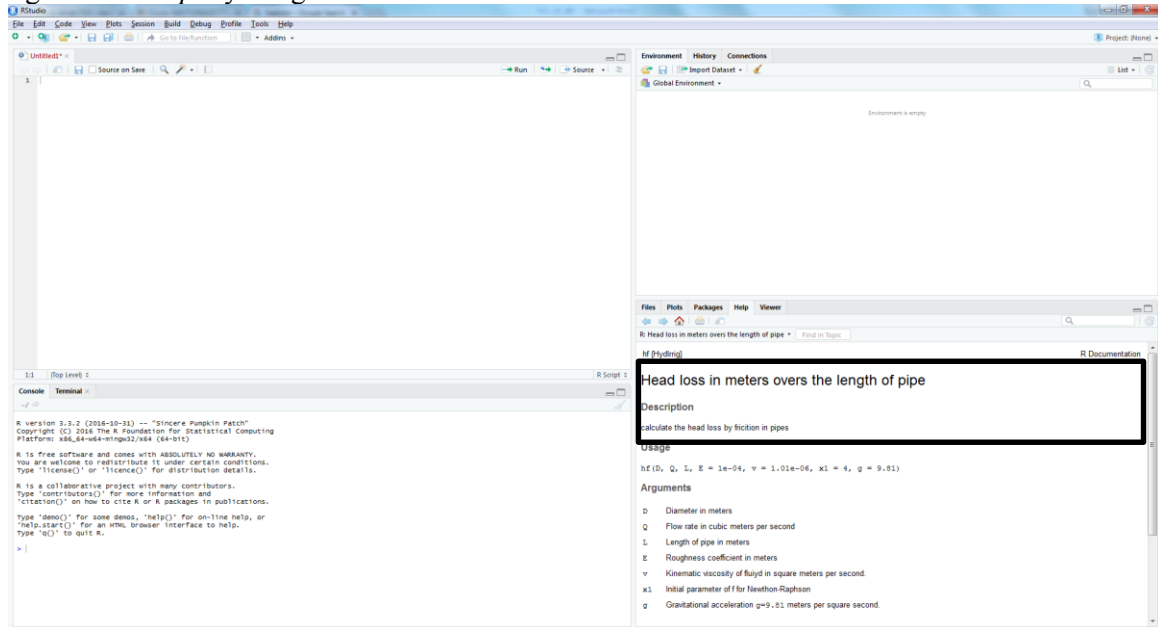 RStudio
File Edit Code View Plots Session Build Debug Profile Tools Help
Go to file/function Addins Project: (None)
Untitled1*
Source on Save Run Source
1
1:1 (Top Level) R Script
Console Terminal
~/
R version 3.3.2 (2016-10-31) -- "Sincere Pumpkin Patch"
Copyright (C) 2016 The R Foundation for Statistical Computing
Platform: x86_64-w64-mingw32/x64 (64-bit)
R is free software and comes with ABSOLUTELY NO WARRANTY.
You are welcome to redistribute it under certain conditions.
Type 'license()' or 'licence()' for distribution details.
R is a collaborative project with many contributors.
Type 'contributors()' for more information and
'citation()' on how to cite R or R packages in publications.
Type 'demo()' for some demos, 'help()' for on-line help, or
'help.start()' for an HTML browser interface to help.
Type 'q()' to quit R.
>
Environment History Connections
Import Dataset List
Global Environment
Environment is empty
Files Plots Packages Help Viewer
R: Head loss in meters overs the length of pipe Find in Topic
hf {HydIrrig} R Documentation
Head loss in meters overs the length of pipe
Description
calculate the head loss by fricition in pipes
Usage
hf(D, Q, L, E = 1e-04, v = 1.01e-06, x1 = 4, g = 9.81)
Arguments
D Diameter in meters
Q Flow rate in cubic meters per second
L Length of pipe in meters
E Roughness coefficient in meters
v Kinematic viscosity of fluiyd in square meters per second.
x1 Initial parameter of f for Newthon-Raphson
g Gravitational acceleration g=9.81 meters per square second.